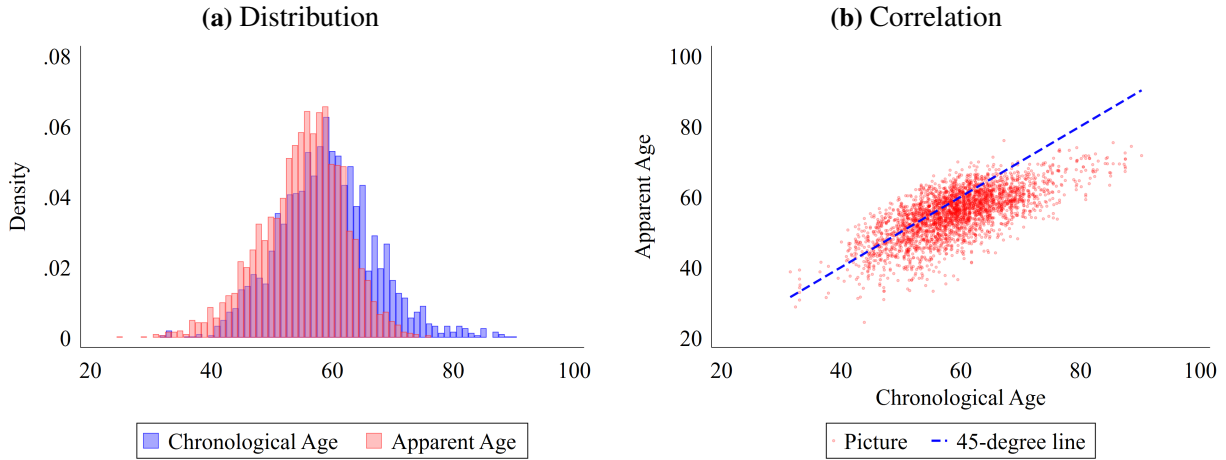 (a) Distribution
.08
.06
.04
.02
0
Density
20 40 60 80 100
Chronological Age Apparent Age
(b) Correlation
100
80
60
40
20
Apparent Age
20 40 60 80 100
Chronological Age
Picture 45-degree line